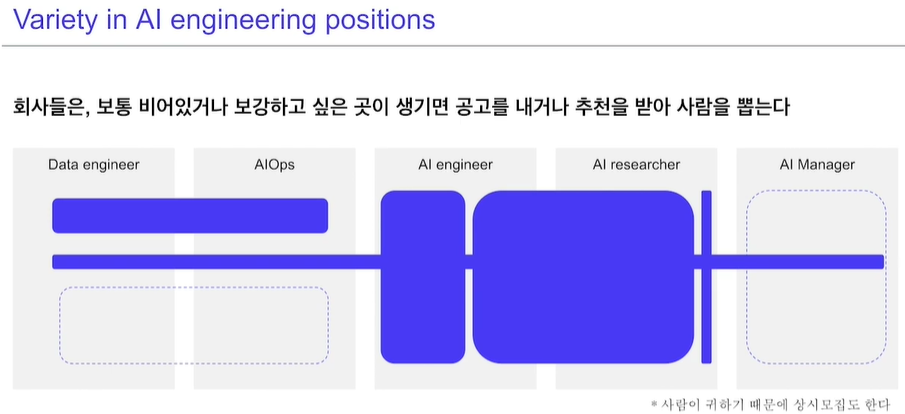 Variety in AI engineering positions
회사들은, 보통 비어있거나 보강하고 싶은 곳이 생기면 공고를 내거나 추천을 받아 사람을 뽑는다
Data engineer
AIOps
AI engineer
AI researcher
AI Manager
* 사람이 귀하기 때문에 상시모집도 한다